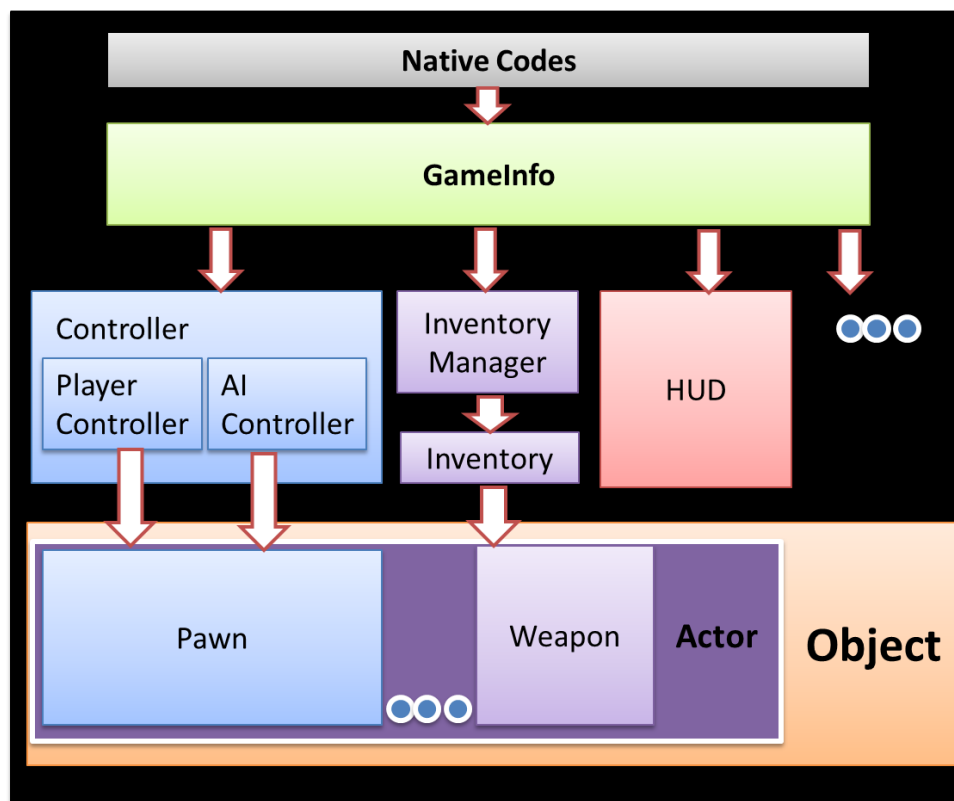 Native Codes
GameInfo
Controller
Player
Controller
AI
Controller
Inventory
Manager
Inventory
HUD
Pawn
Weapon
Actor
Object